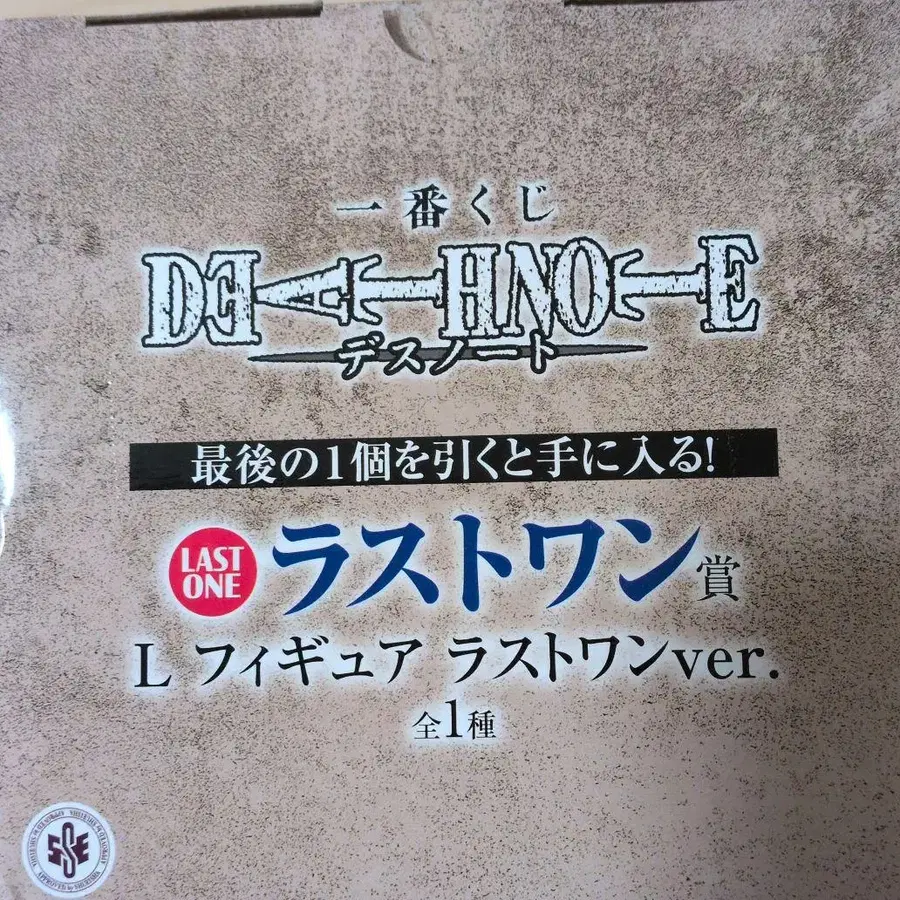 一番くじ
DEATH NOTE
デスノート
最後の1個を引くと手に入る!
LAST ONE ラストワン賞
L フィギュア ラストワンver.
全1種